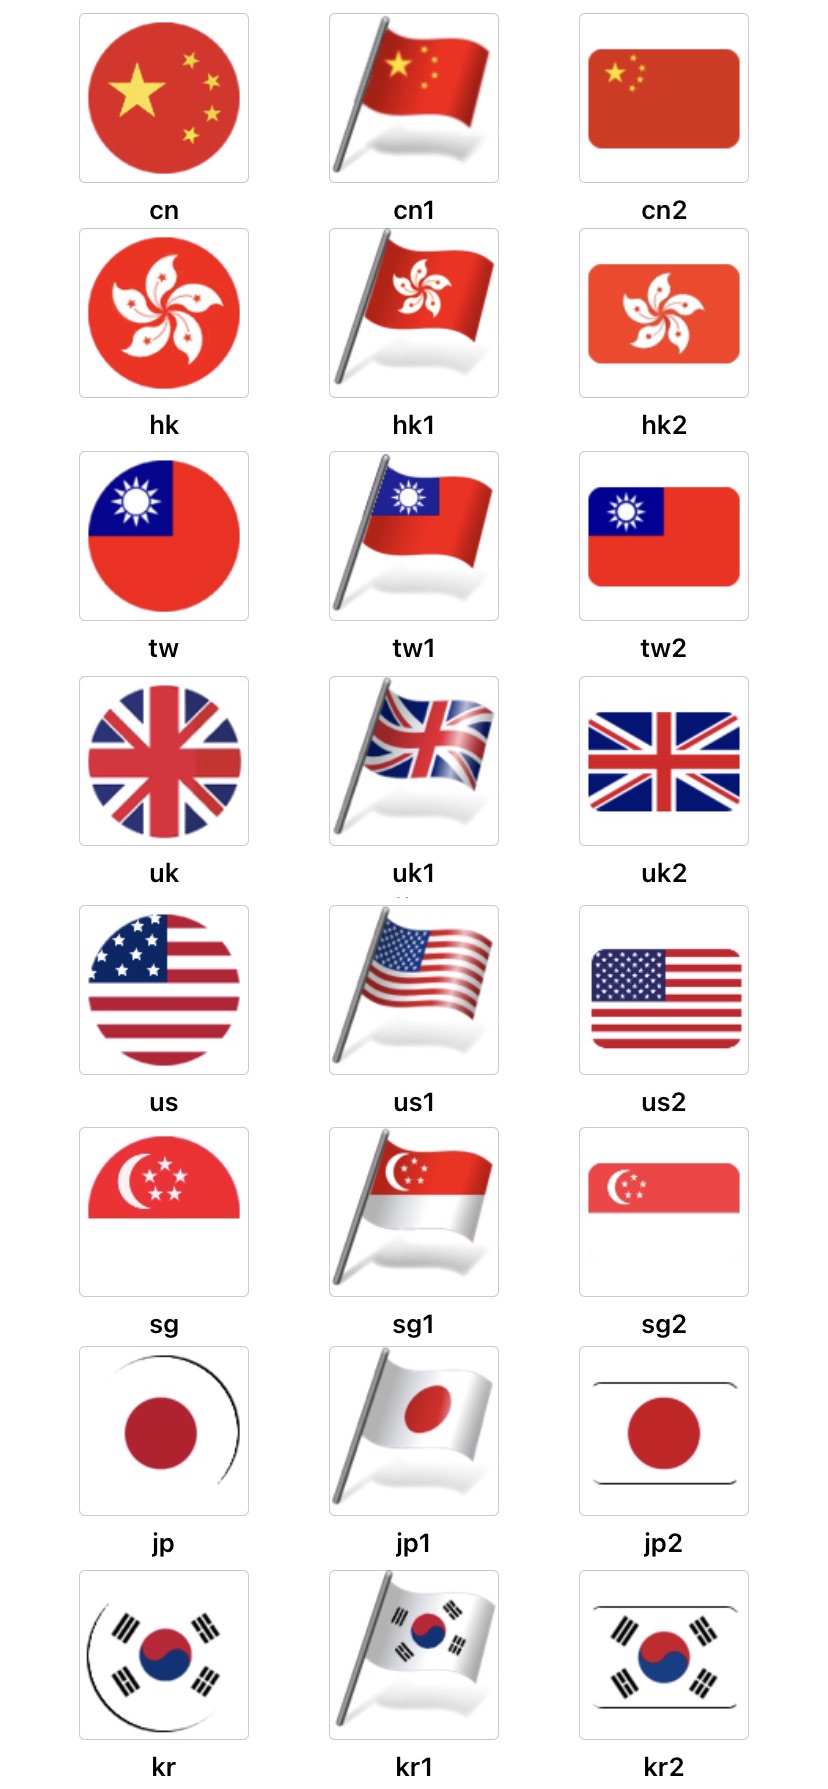 cn cn1 cn2
hk hk1 hk2
tw tw1 tw2
uk uk1 uk2
us us1 us2
sg sg1 sg2
jp jp1 jp2
kr kr1 kr2